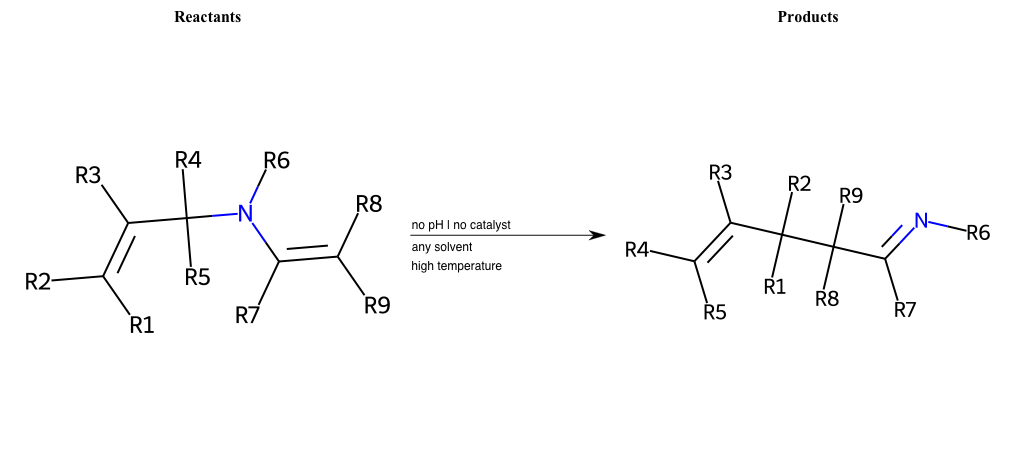 Reactants
Products
R3
R4
R6
N
R8
R2
R5
R1
R7
R9
no pH | no catalyst
any solvent
high temperature
R3
R2
R9
N
R6
R4
R5
R1
R8
R7